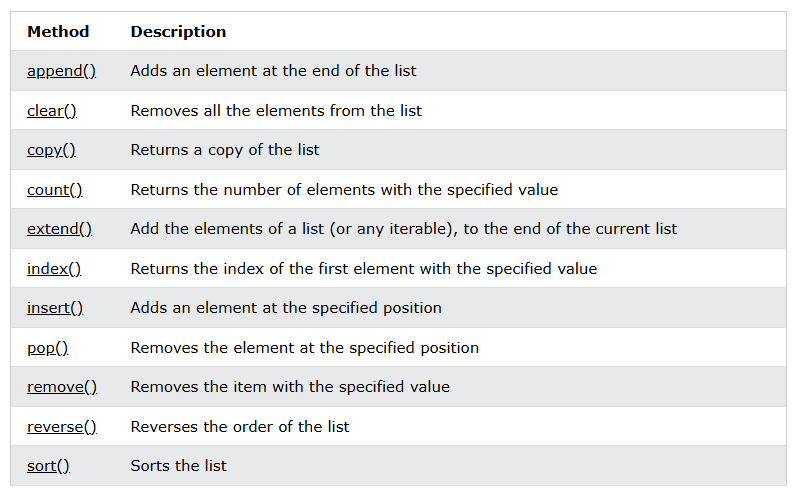 Method Description
append() Adds an element at the end of the list
clear() Removes all the elements from the list
copy() Returns a copy of the list
count() Returns the number of elements with the specified value
extend() Add the elements of a list (or any iterable), to the end of the current list
index() Returns the index of the first element with the specified value
insert() Adds an element at the specified position
pop() Removes the element at the specified position
remove() Removes the item with the specified value
reverse() Reverses the order of the list
sort() Sorts the list